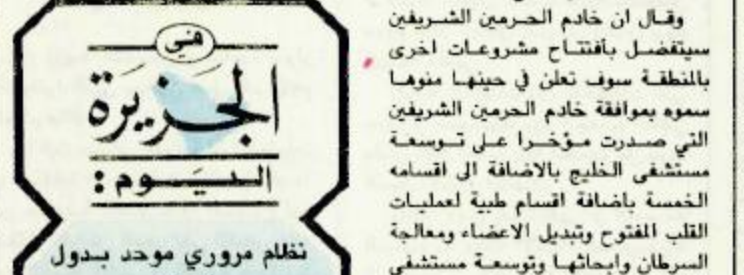 وقال ان خادم الحرمين الشريفين
سيتفضل بأفتتاح مشروعات اخرى
بالمنطقة سوف تعلن في حينها منوها
سموه بموافقة خادم الحرمين الشريفين
التي صدرت مؤخرا على توسعة
مستشفى الخليج بالاضافة الى اقسامه
الخمسة باضافة اقسام طبية لعمليات
القلب المفتوح وتبديل الاعضاء ومعالجة
السرطان وابحاثها وتوسعة مستشفى
في
الجزيرة
اليوم :
نظام مروري موحد بدول